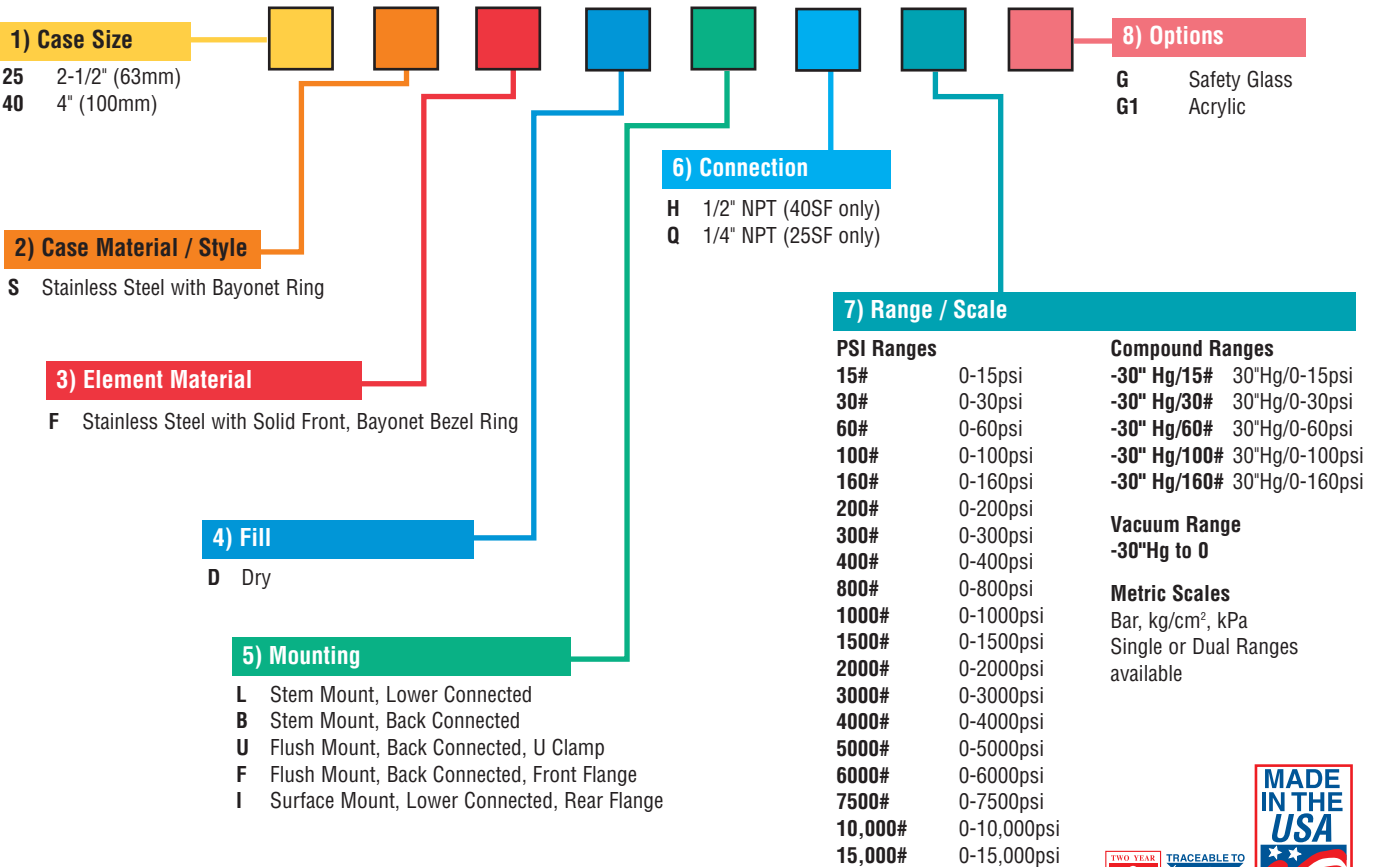 1) Case Size
25 2-1/2" (63mm)
40 4" (100mm)
8) Options
G Safety Glass
G1 Acrylic
6) Connection
H 1/2" NPT (40SF only)
Q 1/4" NPT (25SF only)
2) Case Material / Style
S Stainless Steel with Bayonet Ring
3) Element Material
F Stainless Steel with Solid Front, Bayonet Bezel Ring
4) Fill
D Dry
5) Mounting
L Stem Mount, Lower Connected
B Stem Mount, Back Connected
U Flush Mount, Back Connected, U Clamp
F Flush Mount, Back Connected, Front Flange
I Surface Mount, Lower Connected, Rear Flange
7) Range / Scale
PSI Ranges
15# 0-15psi
30# 0-30psi
60# 0-60psi
100# 0-100psi
160# 0-160psi
200# 0-200psi
300# 0-300psi
400# 0-400psi
800# 0-800psi
1000# 0-1000psi
1500# 0-1500psi
2000# 0-2000psi
3000# 0-3000psi
4000# 0-4000psi
5000# 0-5000psi
6000# 0-6000psi
7500# 0-7500psi
10,000# 0-10,000psi
15,000# 0-15,000psi
Compound Ranges
-30" Hg/15# 30"Hg/0-15psi
-30" Hg/30# 30"Hg/0-30psi
-30" Hg/60# 30"Hg/0-60psi
-30" Hg/100# 30"Hg/0-100psi
-30" Hg/160# 30"Hg/0-160psi
Vacuum Range
-30"Hg to 0
Metric Scales
Bar, kg/cm², kPa
Single or Dual Ranges
available
TWO YEAR
TRACEABLE TO
MADE
IN THE
USA